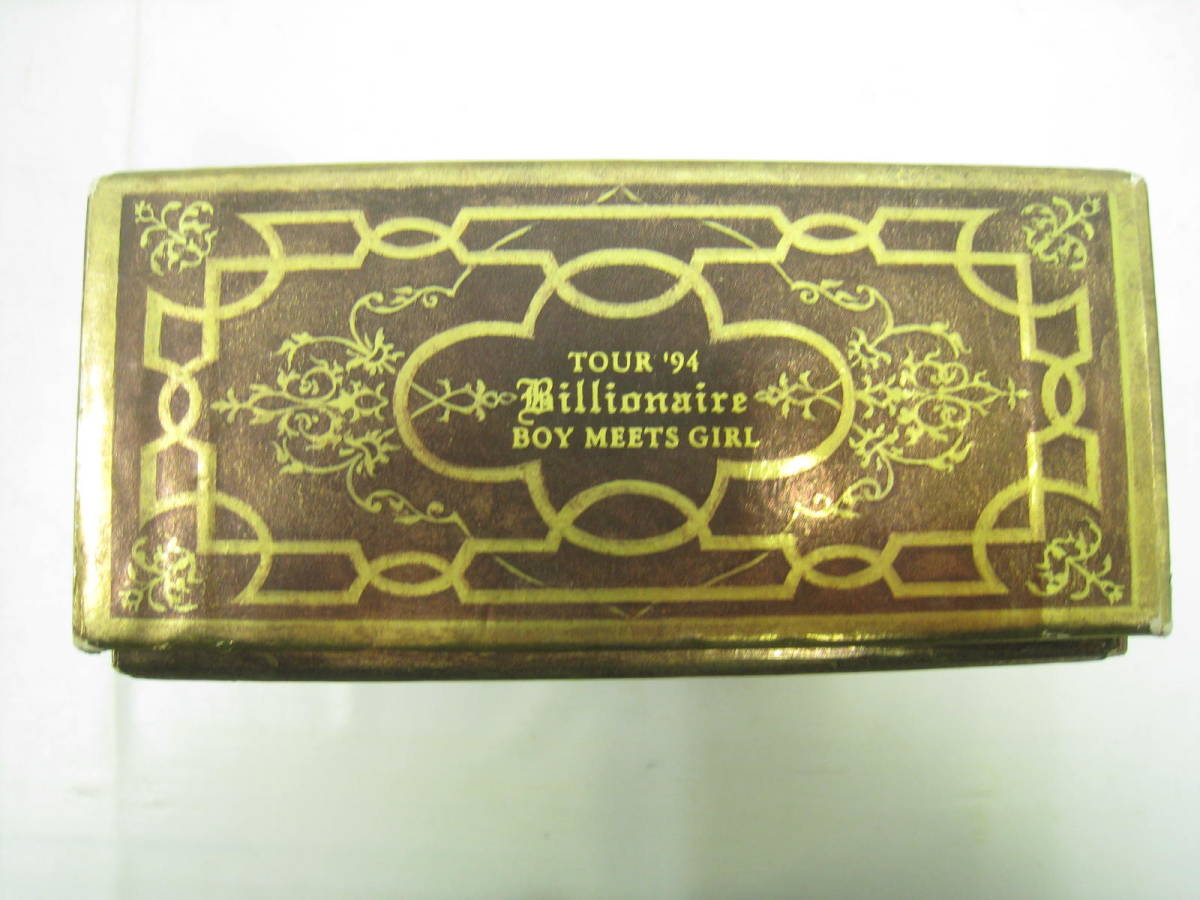 TOUR '94
Billionaire
BOY MEETS GIRL